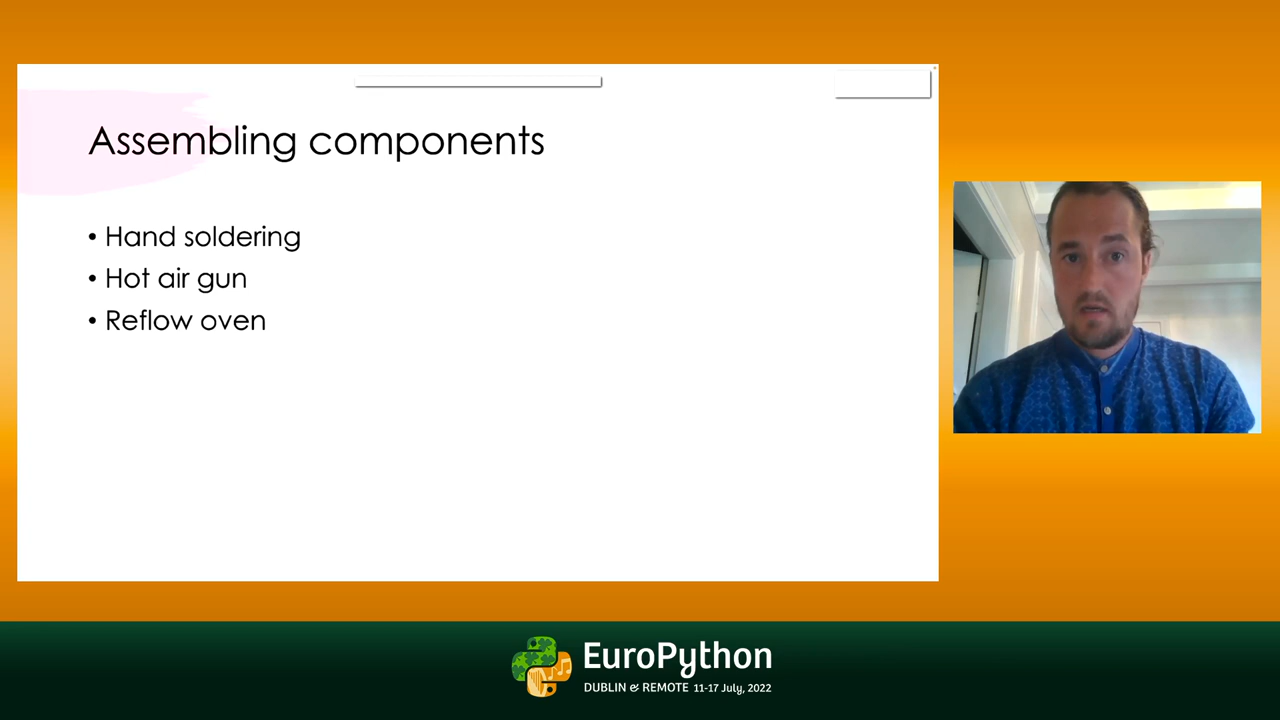 Assembling components
• Hand soldering
• Hot air gun
• Reflow oven
EuroPython
DUBLIN & REMOTE 11-17 July, 2022